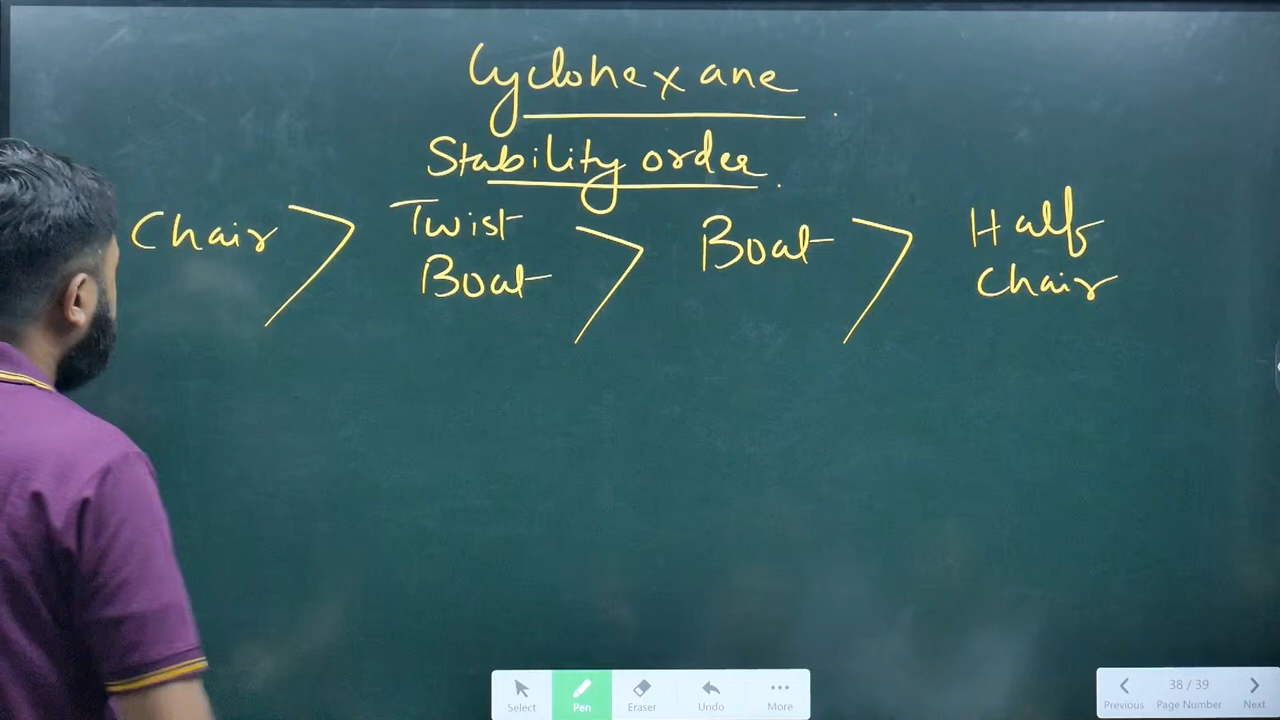 Cyclohexane
Stability order
Chair > Twist Boat > Boat > Half Chair
Select Pen Eraser Undo More
38 / 39
Previous Page Number Next